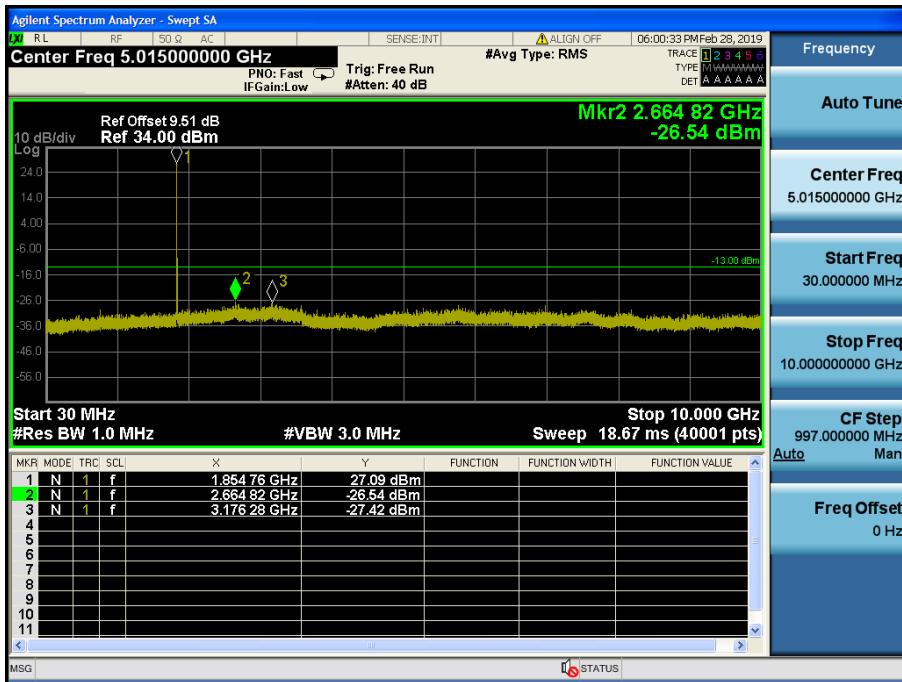 Agilent Spectrum Analyzer - Swept SA
LXI RL RF 50 Ω AC SENSE:INT ALIGN OFF 06:00:33 PM Feb 28, 2019
Center Freq 5.015000000 GHz
PNO: Fast
IFGain:Low
Trig: Free Run
#Atten: 40 dB
#Avg Type: RMS
TRACE 1 2 3 4 5 6
TYPE M W W W W W
DET A A A A A A
Mkr2 2.664 82 GHz
-26.54 dBm
Ref Offset 9.51 dB
10 dB/div Ref 34.00 dBm
Log
1
24.0
14.0
4.00
-6.00
-13.00 dBm
-16.0
2
3
-26.0
-36.0
-46.0
-56.0
Start 30 MHz Stop 10.000 GHz
#Res BW 1.0 MHz #VBW 3.0 MHz Sweep 18.67 ms (40001 pts)
MKR MODE TRC SCL X Y FUNCTION FUNCTION WIDTH FUNCTION VALUE
1 N 1 f 1.854 76 GHz 27.09 dBm
2 N 1 f 2.664 82 GHz -26.54 dBm
3 N 1 f 3.176 28 GHz -27.42 dBm
4
5
6
7
8
9
10
11
MSG STATUS
Frequency
Auto Tune
Center Freq
5.015000000 GHz
Start Freq
30.000000 MHz
Stop Freq
10.000000000 GHz
CF Step
997.000000 MHz
Auto Man
Freq Offset
0 Hz